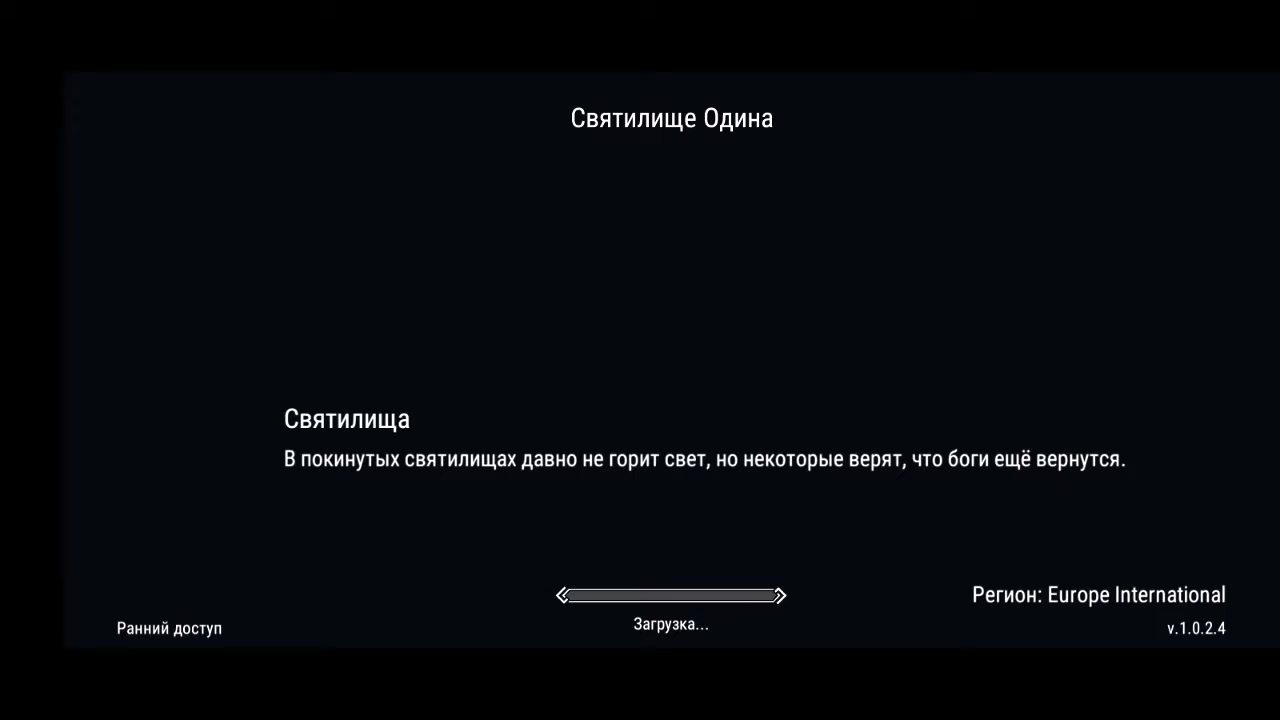 Святилище Одина
Святилища
В покинутых святилищах давно не горит свет, но некоторые верят, что боги ещё вернутся.
Регион: Europe International
Загрузка...
Ранний доступ
v.1.0.2.4